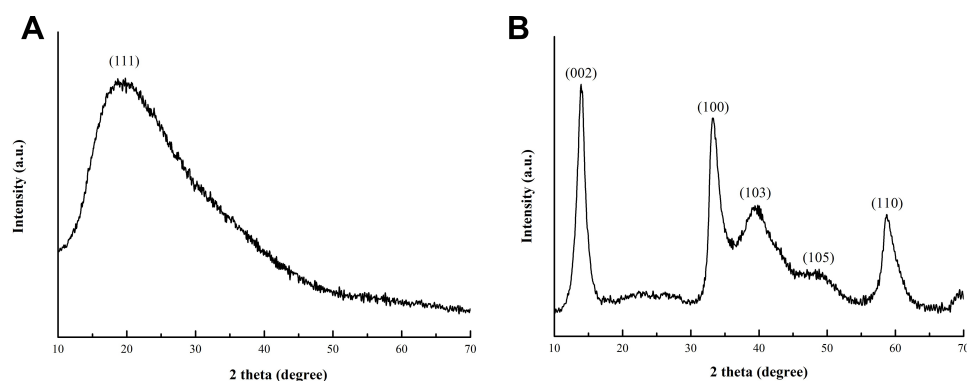 A
(111)
Intensity (a.u.)
10 20 30 40 50 60 70
2 theta (degree)
B
(002)
(100)
(103)
(105)
(110)
Intensity (a.u.)
10 20 30 40 50 60 70
2 theta (degree)